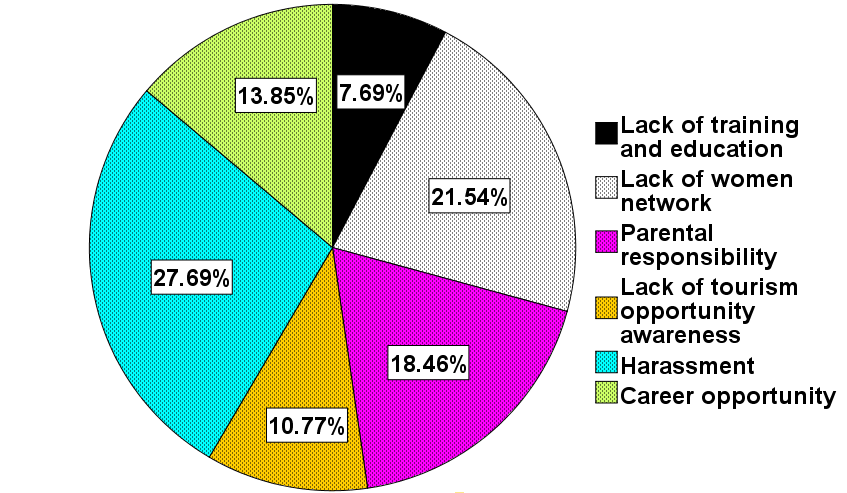 13.85%
7.69%
21.54%
27.69%
18.46%
10.77%
Lack of training
and education
Lack of women
network
Parental
responsibility
Lack of tourism
opportunity
awareness
Harassment
Career opportunity